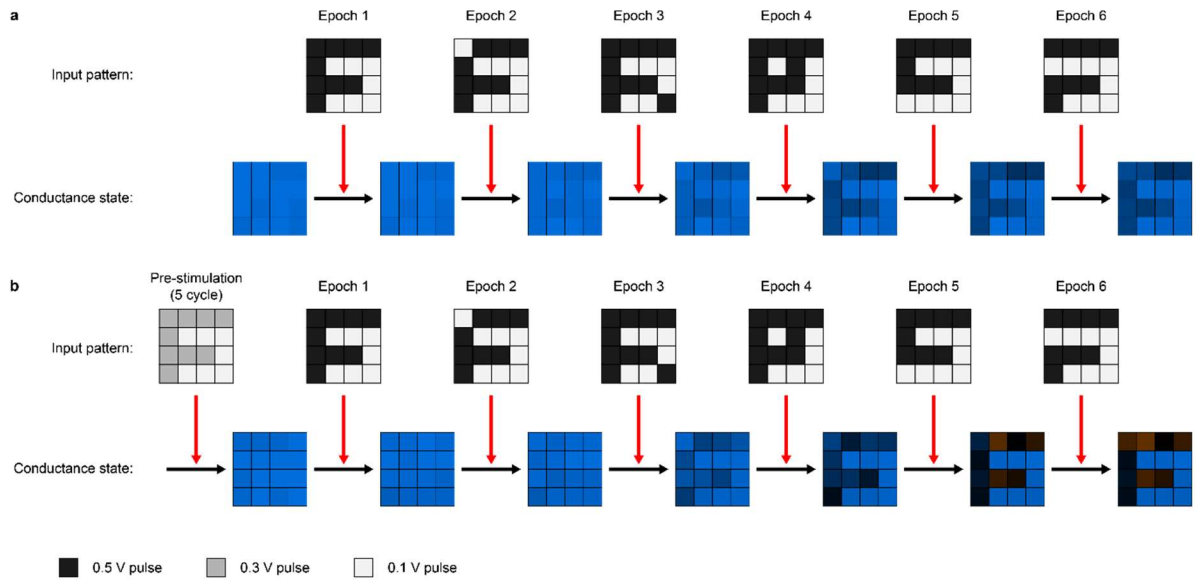 a
Epoch 1 Epoch 2 Epoch 3 Epoch 4 Epoch 5 Epoch 6
Input pattern:
Conductance state:
b
Pre-stimulation
(5 cycle)
Epoch 1 Epoch 2 Epoch 3 Epoch 4 Epoch 5 Epoch 6
Input pattern:
Conductance state:
0.5 V pulse 0.3 V pulse 0.1 V pulse